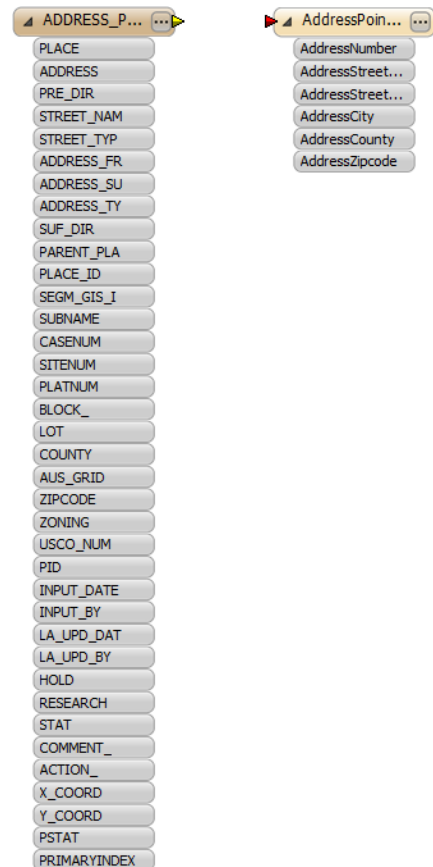 ADDRESS_P...
PLACE
ADDRESS
PRE_DIR
STREET_NAM
STREET_TYP
ADDRESS_FR
ADDRESS_SU
ADDRESS_TY
SUF_DIR
PARENT_PLA
PLACE_ID
SEGM_GIS_I
SUBNAME
CASENUM
SITENUM
PLATNUM
BLOCK_
LOT
COUNTY
AUS_GRID
ZIPCODE
ZONING
USCO_NUM
PID
INPUT_DATE
INPUT_BY
LA_UPD_DAT
LA_UPD_BY
HOLD
RESEARCH
STAT
COMMENT_
ACTION_
X_COORD
Y_COORD
PSTAT
PRIMARYINDEX
AddressPoin...
AddressNumber
AddressStreet...
AddressStreet...
AddressCity
AddressCounty
AddressZipcode